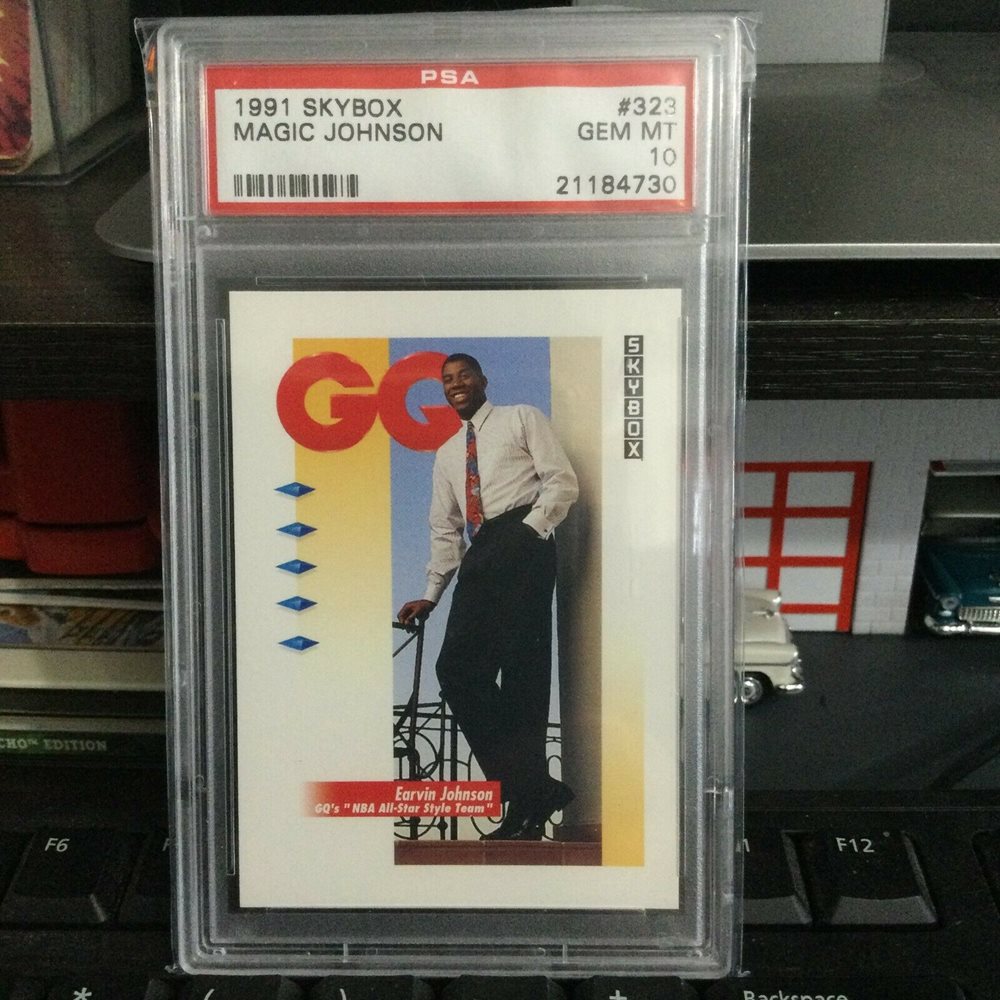 PSA
1991 SKYBOX #323
MAGIC JOHNSON GEM MT
10
21184730
GQ
SKYBOX
Earvin Johnson
GQ's "NBA All-Star Style Team"
EDITION
F6
F12
*
(
)
+
Backspace